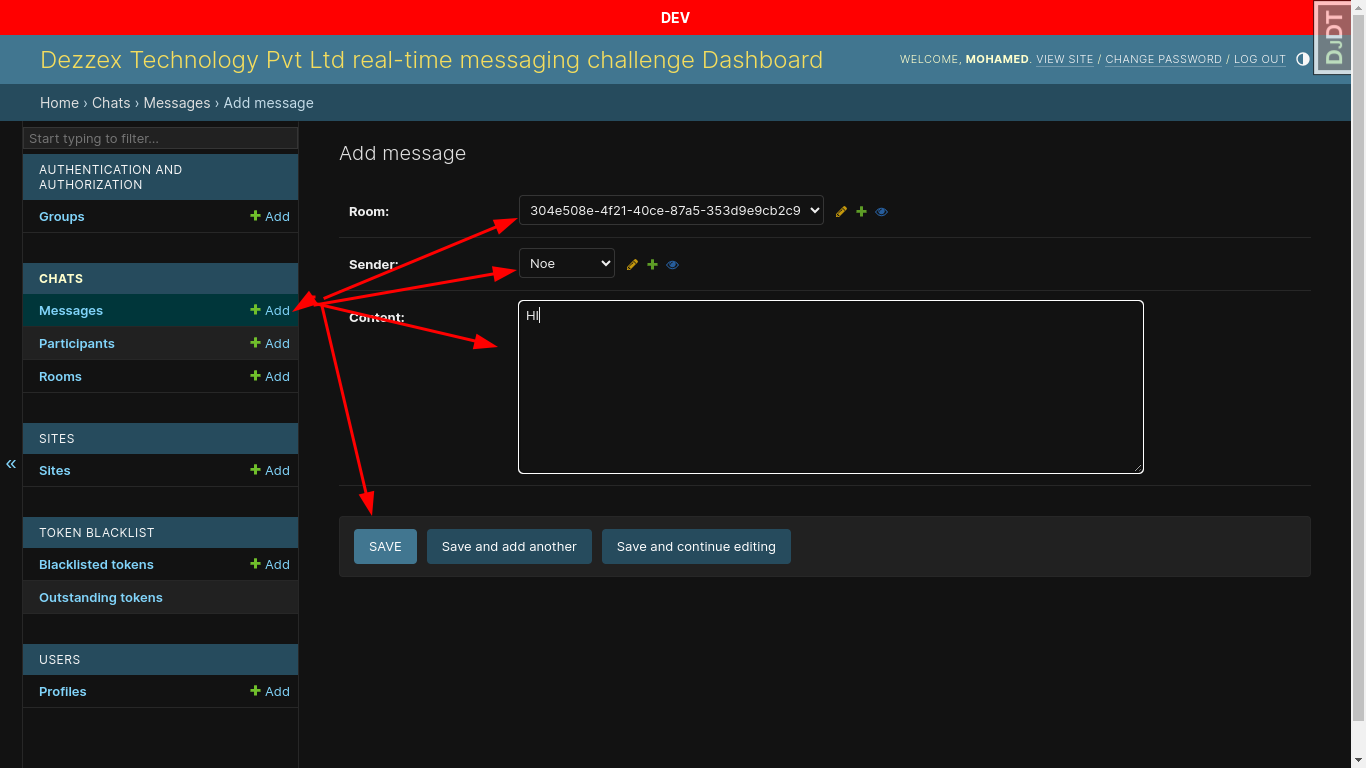 DEV
DJDT
Dezzex Technology Pvt Ltd real-time messaging challenge Dashboard
WELCOME, MOHAMED. VIEW SITE / CHANGE PASSWORD / LOG OUT
Home › Chats › Messages › Add message
Start typing to filter...
AUTHENTICATION AND
AUTHORIZATION
Groups
Add
CHATS
Messages
Add
Participants
Add
Rooms
Add
SITES
Sites
Add
TOKEN BLACKLIST
Blacklisted tokens
Add
Outstanding tokens
USERS
Profiles
Add
«
Add message
Room:
304e508e-4f21-40ce-87a5-353d9e9cb2c9
Sender:
Noe
Content:
HI
SAVE
Save and add another
Save and continue editing